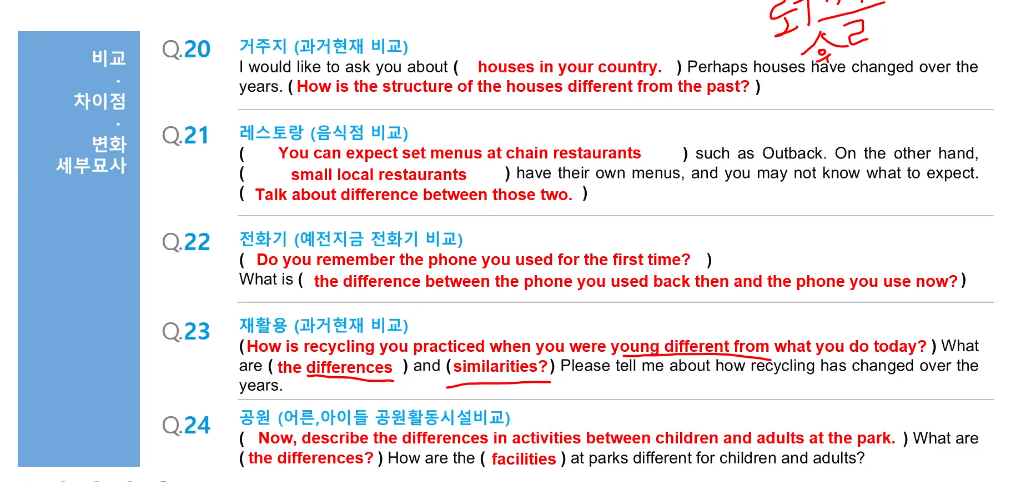 비교
·
차이점
·
변화
세부묘사
Q.20 거주지 (과거현재 비교)
I would like to ask you about ( houses in your country. ) Perhaps houses have changed over the
years. ( How is the structure of the houses different from the past? )
Q.21 레스토랑 (음식점 비교)
( You can expect set menus at chain restaurants ) such as Outback. On the other hand,
( small local restaurants ) have their own menus, and you may not know what to expect.
( Talk about difference between those two. )
Q.22 전화기 (예전지금 전화기 비교)
( Do you remember the phone you used for the first time? )
What is ( the difference between the phone you used back then and the phone you use now? )
Q.23 재활용 (과거현재 비교)
(How is recycling you practiced when you were young different from what you do today? ) What
are ( the differences ) and (similarities?) Please tell me about how recycling has changed over the
years.
Q.24 공원 (어른,아이들 공원활동시설비교)
( Now, describe the differences in activities between children and adults at the park. ) What are
( the differences? ) How are the ( facilities ) at parks different for children and adults?